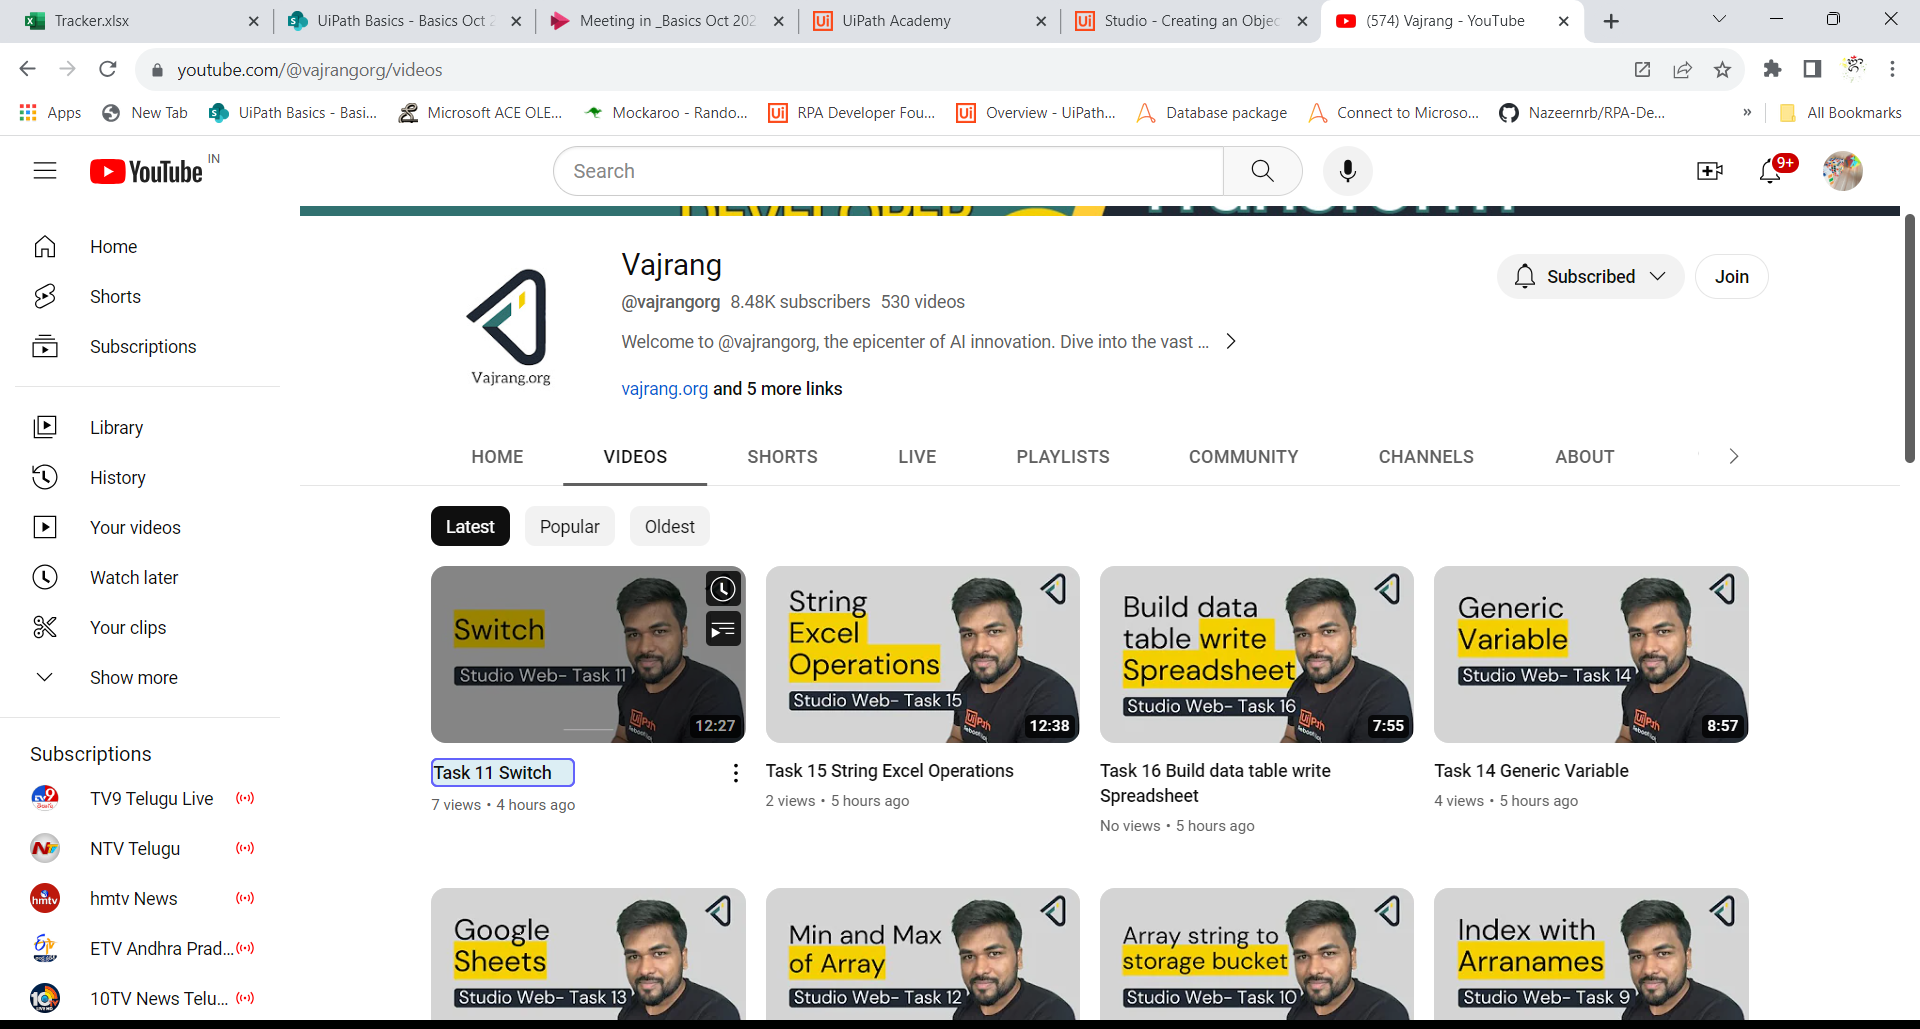 Tracker.xlsx
UiPath Basics - Basics Oct 2
Meeting in _Basics Oct 202
UiPath Academy
Studio - Creating an Objec
(574) Vajrang - YouTube
youtube.com/@vajrangorg/videos
Apps
New Tab
UiPath Basics - Basi...
Microsoft ACE OLE...
Mockaroo - Rando...
RPA Developer Fou...
Overview - UiPath...
Database package
Connect to Microso...
Nazeernrb/RPA-De...
»
All Bookmarks
YouTube IN
Search
9+
Home
Shorts
Subscriptions
Library
History
Your videos
Watch later
Your clips
Show more
Subscriptions
TV9 Telugu Live
NTV Telugu
hmtv News
ETV Andhra Prad...
10TV News Telu...
DEVELOPER
Transform
Vajrang.org
Vajrang
@vajrangorg 8.48K subscribers 530 videos
Welcome to @vajrangorg, the epicenter of AI innovation. Dive into the vast ...
vajrang.org and 5 more links
Subscribed
Join
HOME
VIDEOS
SHORTS
LIVE
PLAYLISTS
COMMUNITY
CHANNELS
ABOUT
Latest
Popular
Oldest
Switch
Studio Web- Task 11
12:27
Task 11 Switch
7 views • 4 hours ago
String
Excel
Operations
Studio Web- Task 15
12:38
Task 15 String Excel Operations
2 views • 5 hours ago
Build data
table write
Spreadsheet
Studio Web- Task 16
7:55
Task 16 Build data table write
Spreadsheet
No views • 5 hours ago
Generic
Variable
Studio Web- Task 14
8:57
Task 14 Generic Variable
4 views • 5 hours ago
Google
Sheets
Studio Web- Task 13
Min and Max
of Array
Studio Web- Task 12
Array string to
storage bucket
Studio Web- Task 10
Index with
Arranames
Studio Web- Task 9